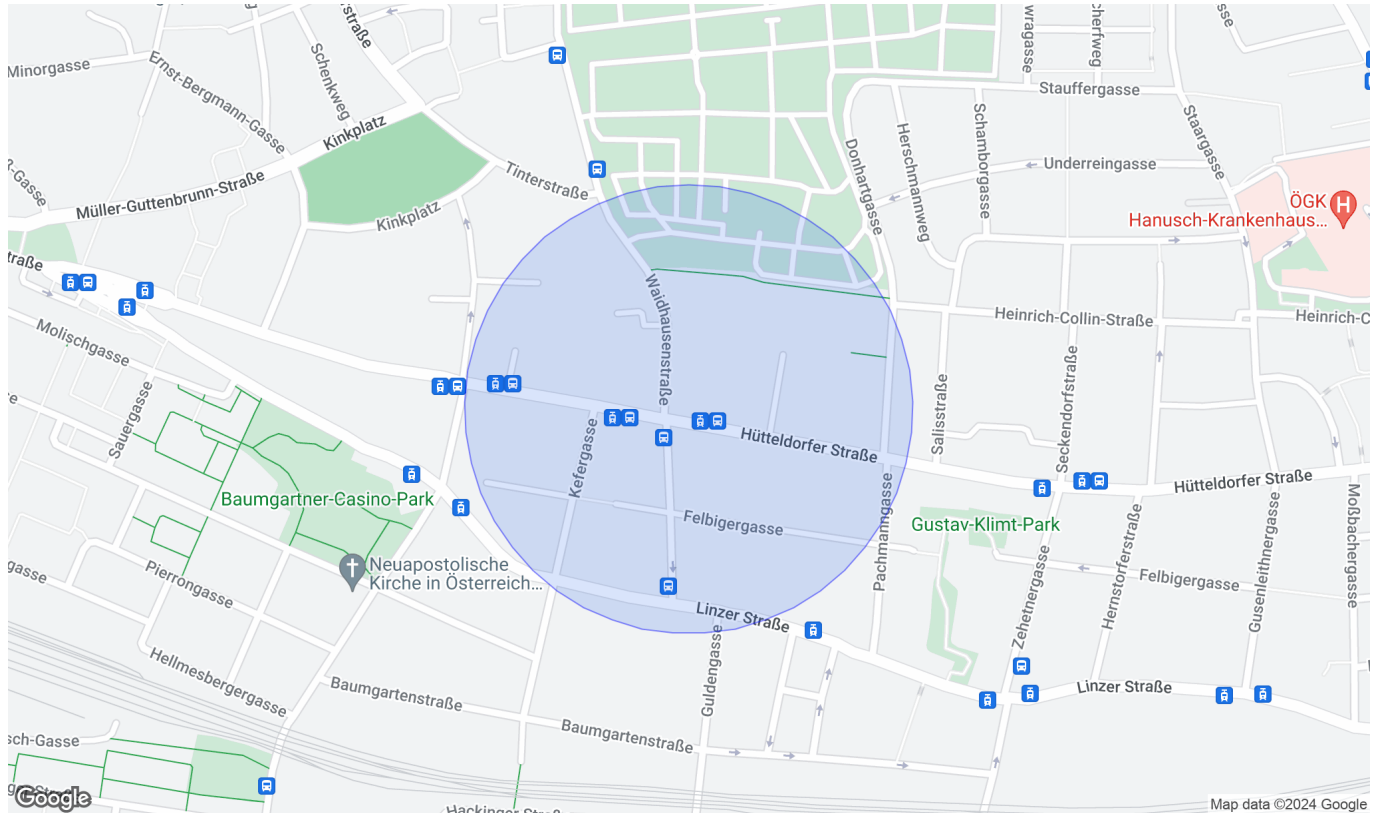 Minorgasse
Ernst-Bergmann-Gasse
Schenkweg
Kinkplatz
Müller-Guttenbrunn-Straße
Kinkplatz
Tinterstraße
Donhartgasse
Herschmannweg
Schamborgasse
Stauffergasse
Underreingasse
Staargasse
ÖGK
Hanusch-Krankenhaus...
Waidhausenstraße
Heinrich-Collin-Straße
Heinrich-C
Molischgasse
Sauergasse
Kefergasse
Hütteldorfer Straße
Salisstraße
Seckendorfstraße
Hütteldorfer Straße
Baumgartner-Casino-Park
Felbigergasse
Pachmanngasse
Gustav-Klimt-Park
Felbigergasse
Zehetnergasse
Hernstorferstraße
Gusenleithnergasse
Moßbachergasse
Neuapostolische
Kirche in Österreich...
Pierrongasse
Linzer Straße
Guldengasse
Hellmesbergergasse
Baumgartenstraße
Baumgartenstraße
Linzer Straße
sch-Gasse
Google
Map data ©2024 Google